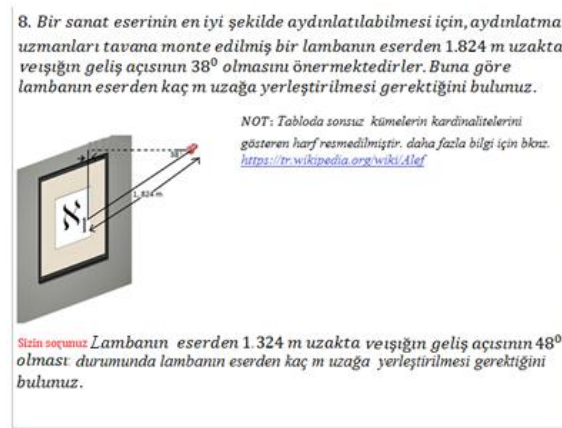 8. Bir sanat eserinin en iyi şekilde aydınlatılabilmesi için, aydınlatma
uzmanları tavana monte edilmiş bir lambanın eserden 1.824 m uzakta
veışığın geliş açısının 38⁰ olmasını önermektedirler. Buna göre
lambanın eserden kaç m uzağa yerleştirilmesi gerektiğini bulunuz.
NOT: Tabloda sonsuz kümelerin kardinalitelerini
gösteren harf resmedilmiştir. daha fazla bilgi için bknz.
https://tr.wikipedia.org/wiki/Alef
38
1, 824 m
ℵ
Sizin sorunuz Lambanın eserden 1.324 m uzakta veışığın geliş açısının 48⁰
olması durumunda lambanın eserden kaç m uzağa yerleştirilmesi gerektiğini
bulunuz.